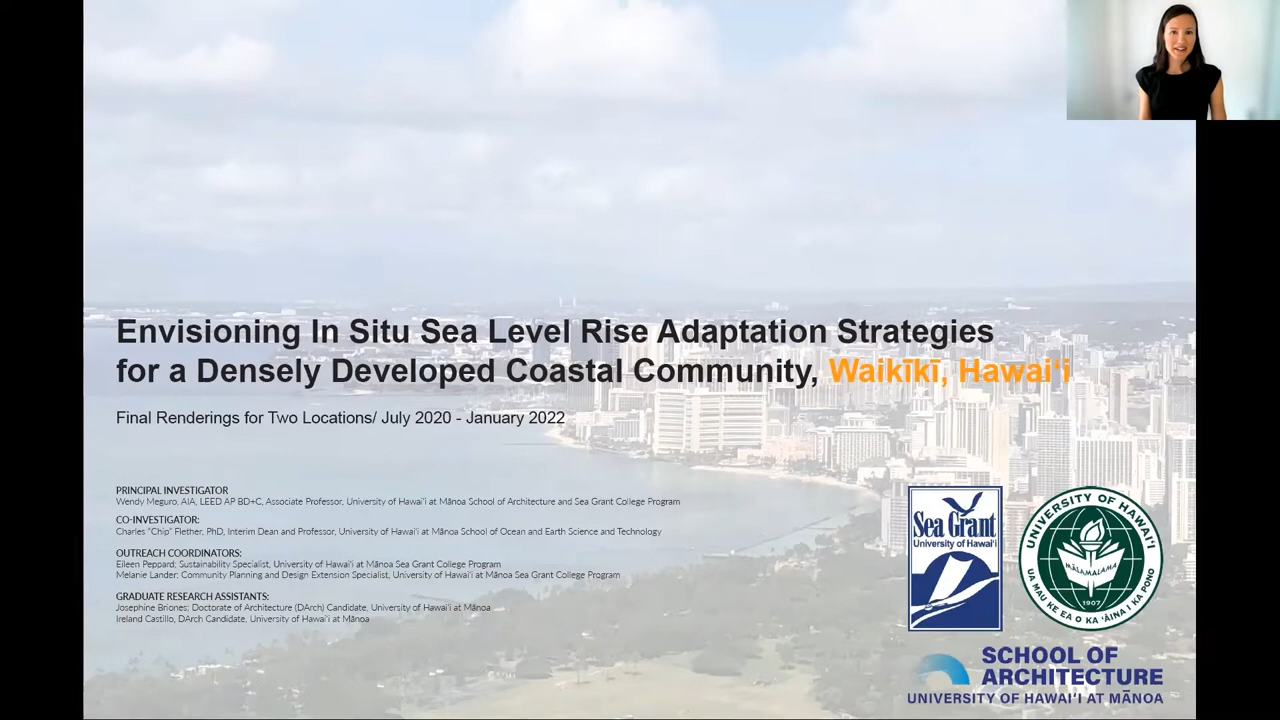 Envisioning In Situ Sea Level Rise Adaptation Strategies
for a Densely Developed Coastal Community, Waikīkī, Hawaiʻi
Final Renderings for Two Locations/ July 2020 - January 2022
PRINCIPAL INVESTIGATOR
Wendy Meguro, AIA, LEED AP BD+C, Associate Professor, University of Hawaiʻi at Mānoa School of Architecture and Sea Grant College Program
CO-INVESTIGATOR:
Charles "Chip" Flether, PhD, Interim Dean and Professor, University of Hawaiʻi at Mānoa School of Ocean and Earth Science and Technology
OUTREACH COORDINATORS:
Eileen Peppard; Sustainability Specialist, University of Hawaiʻi at Mānoa Sea Grant College Program
Melanie Lander; Community Planning and Design Extension Specialist, University of Hawaiʻi at Mānoa Sea Grant College Program
GRADUATE RESEARCH ASSISTANTS:
Josephine Briones; Doctorate of Architecture (DArch) Candidate, University of Hawaiʻi at Mānoa
Ireland Castillo, DArch Candidate, University of Hawaiʻi at Mānoa
Sea Grant
University of Hawaiʻi
UNIVERSITY OF HAWAIʻI
MĀLAMALAMA
1907
UA MAU KE EA O KA ʻĀINA I KA PONO
SCHOOL OF
ARCHITECTURE
UNIVERSITY OF HAWAIʻI AT MĀNOA